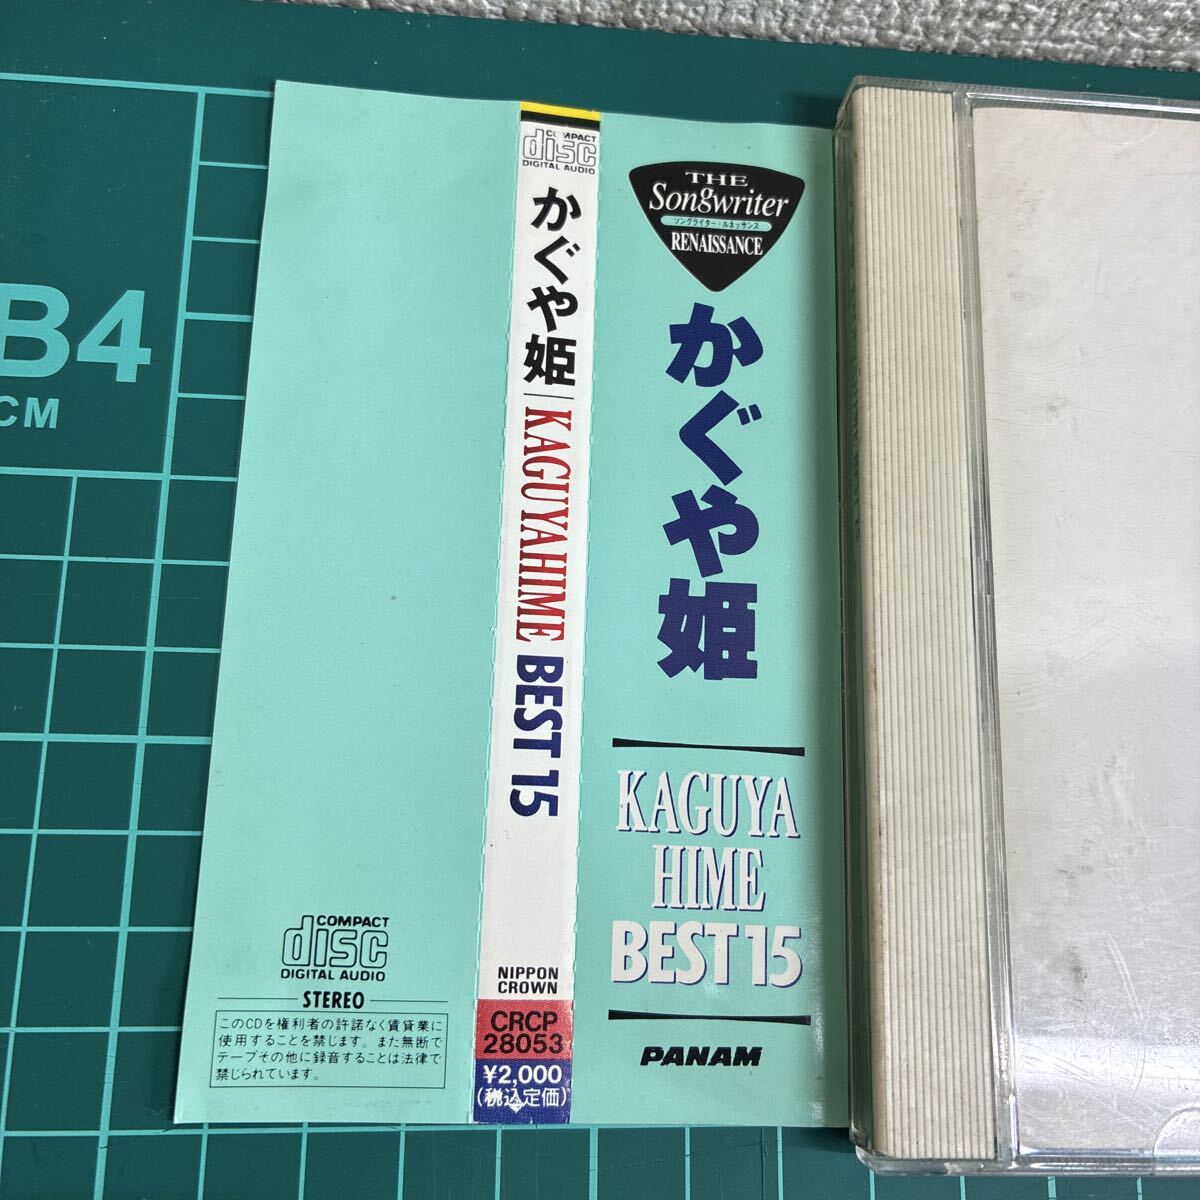 B4
CM
COMPACT
disc
DIGITAL AUDIO
STEREO
このCDを権利者の許諾なく賃貸業に
使用することを禁じます。また無断で
テープその他に録音することは法律で
禁じられています。
COMPACT
disc
DIGITAL AUDIO
かぐや姫
KAGUYAHIME BEST 15
NIPPON
CROWN
CRCP
28053
¥2,000
(税込定価)
THE
Songwriter
ソングライター・ルネッサンス
RENAISSANCE
かぐや姫
KAGUYA
HIME
BEST 15
PANAM